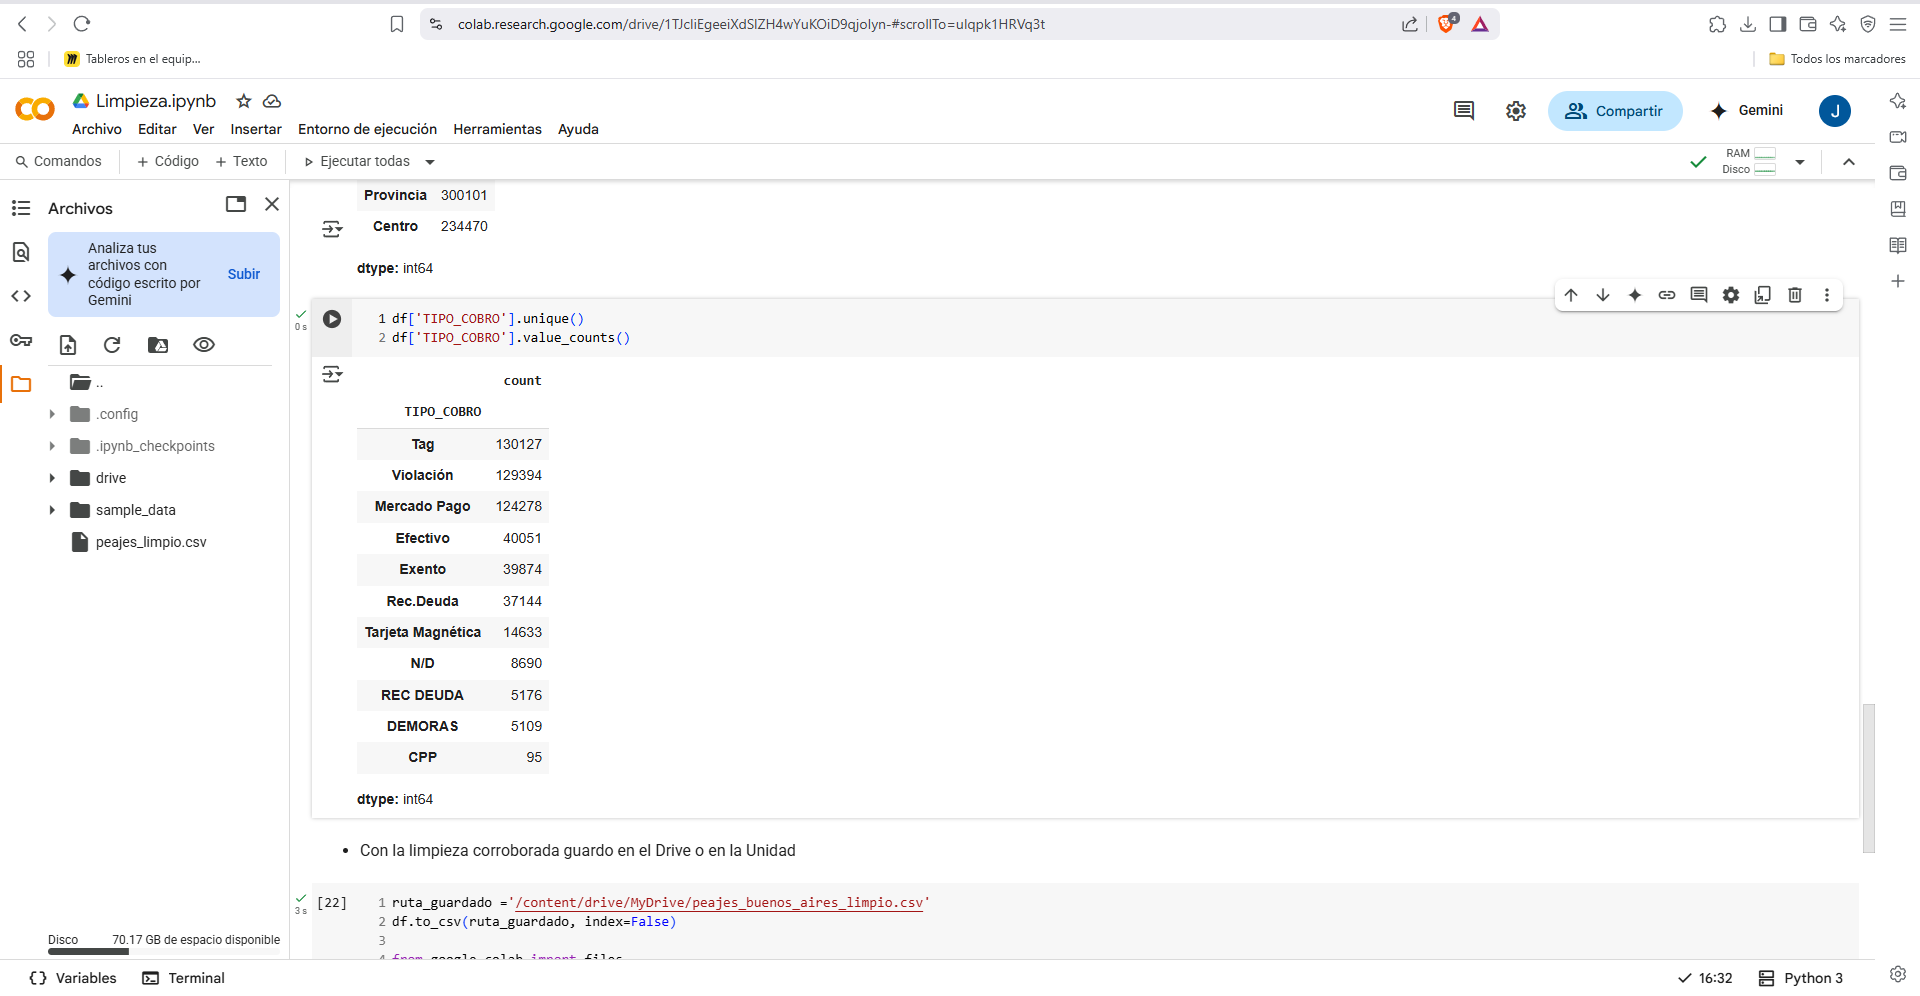 colab.research.google.com/drive/1TJcliEgeeiXdSlZH4wYuKOiD9qjolyn-#scrollTo=ulqpk1HRVq3t
4
Tableros en el equip...
Todos los marcadores
Limpieza.ipynb
Archivo Editar Ver Insertar Entorno de ejecución Herramientas Ayuda
Compartir
Gemini
J
Comandos
+ Código + Texto
Ejecutar todas
RAM
Disco
Archivos
Analiza tus
archivos con
código escrito por
Gemini
Subir
..
.config
.ipynb_checkpoints
drive
sample_data
peajes_limpio.csv
Disco 70.17 GB de espacio disponible
Provincia 300101
Centro 234470
dtype: int64
0 s
1 df['TIPO_COBRO'].unique()
2 df['TIPO_COBRO'].value_counts()
count
TIPO_COBRO
Tag 130127
Violación 129394
Mercado Pago 124278
Efectivo 40051
Exento 39874
Rec.Deuda 37144
Tarjeta Magnética 14633
N/D 8690
REC DEUDA 5176
DEMORAS 5109
CPP 95
dtype: int64
• Con la limpieza corroborada guardo en el Drive o en la Unidad
3 s
[22] 1 ruta_guardado ='/content/drive/MyDrive/peajes_buenos_aires_limpio.csv'
2 df.to_csv(ruta_guardado, index=False)
3
4 from google.colab import files
Variables Terminal
16:32 Python 3